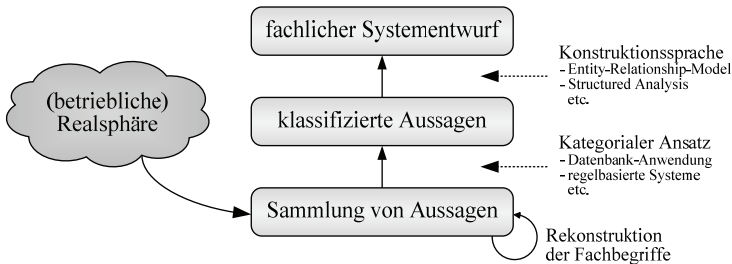 fachlicher Systementwurf
Konstruktionssprache
- Entity-Relationship-Model
- Structured Analysis
etc.
(betriebliche)
Realsphäre
klassifizierte Aussagen
Kategorialer Ansatz
- Datenbank-Anwendung
- regelbasierte Systeme
etc.
Sammlung von Aussagen
Rekonstruktion
der Fachbegriffe